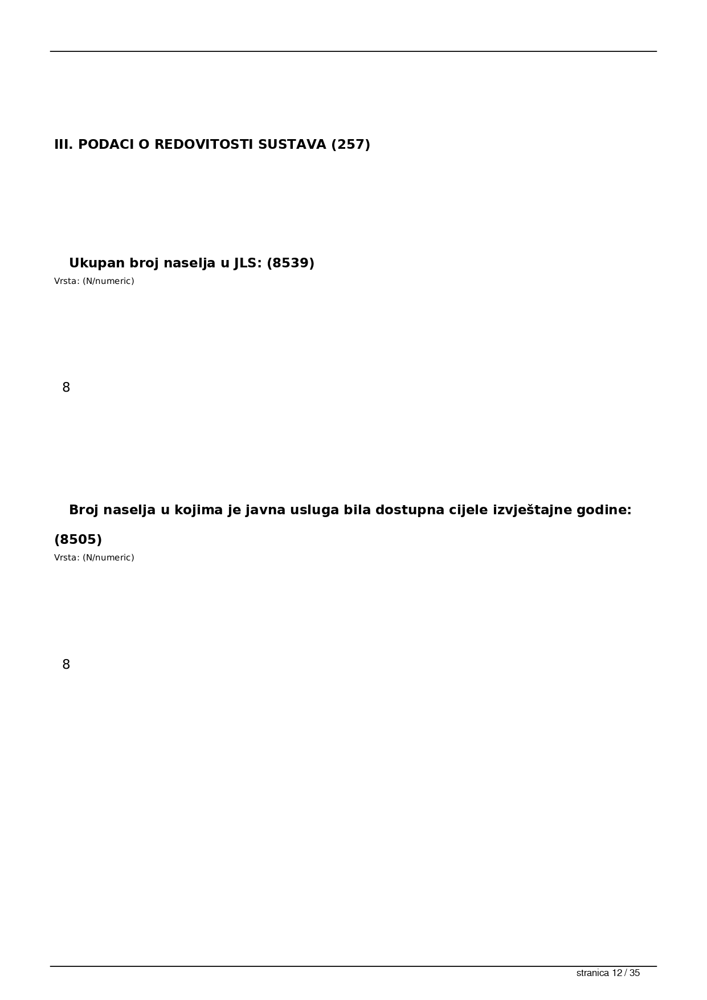 III. PODACI O REDOVITOSTI SUSTAVA (257)
Ukupan broj naselja u JLS: (8539)
Vrsta: (N/numeric)
8
Broj naselja u kojima je javna usluga bila dostupna cijele izvještajne godine:
(8505)
Vrsta: (N/numeric)
8
stranica 12 / 35